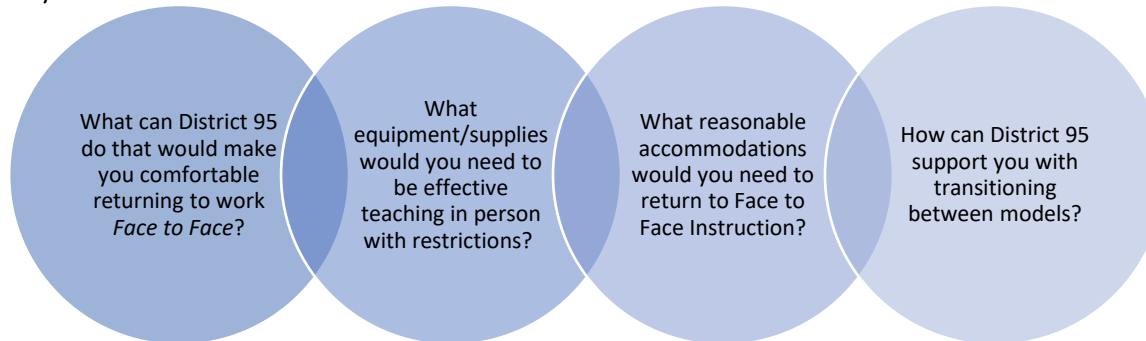 What can District 95
do that would make
you comfortable
returning to work
Face to Face?
What
equipment/supplies
would you need to
be effective
teaching in person
with restrictions?
What reasonable
accommodations
would you need to
return to Face to
Face Instruction?
How can District 95
support you with
transitioning
between models?